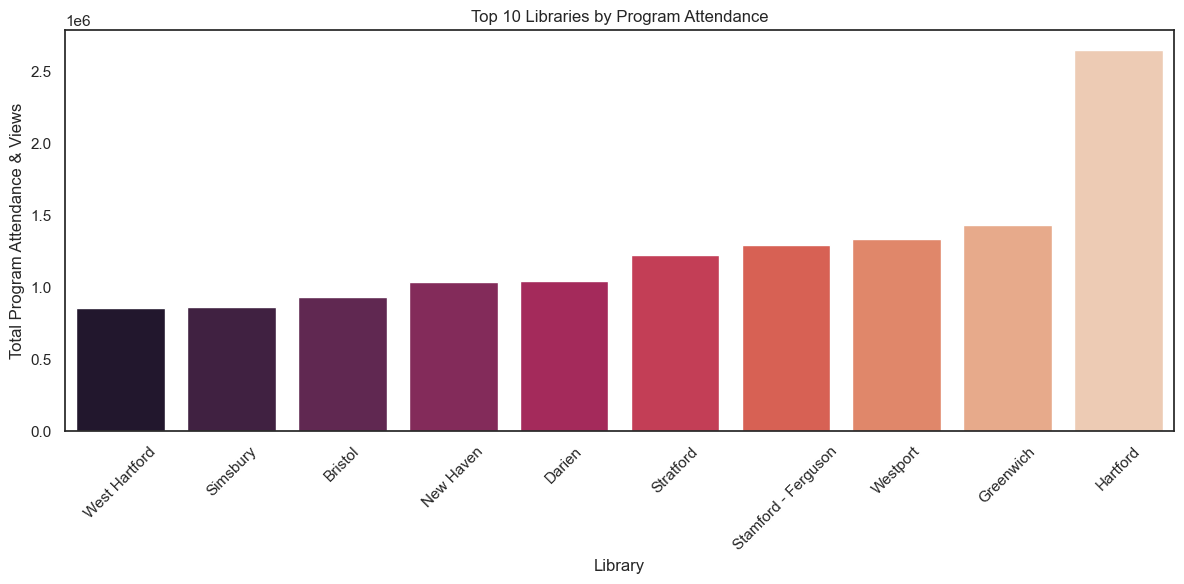 Top 10 Libraries by Program Attendance
1e6
Total Program Attendance & Views
2.5
2.0
1.5
1.0
0.5
0.0
West Hartford
Simsbury
Bristol
New Haven
Darien
Stratford
Stamford - Ferguson
Westport
Greenwich
Hartford
Library